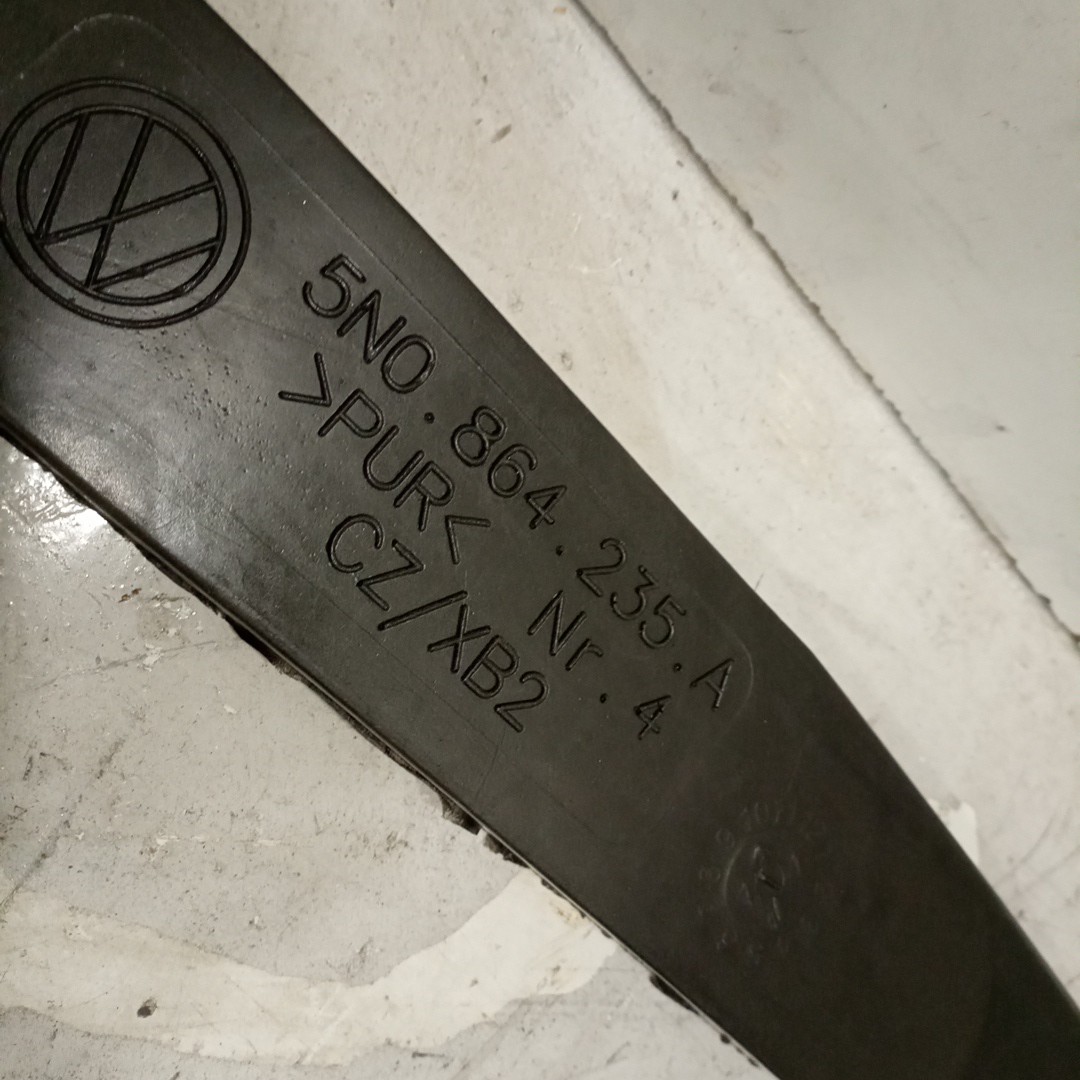 5N0.864.235.A
>PUR< Nr.4
CZ/XB2